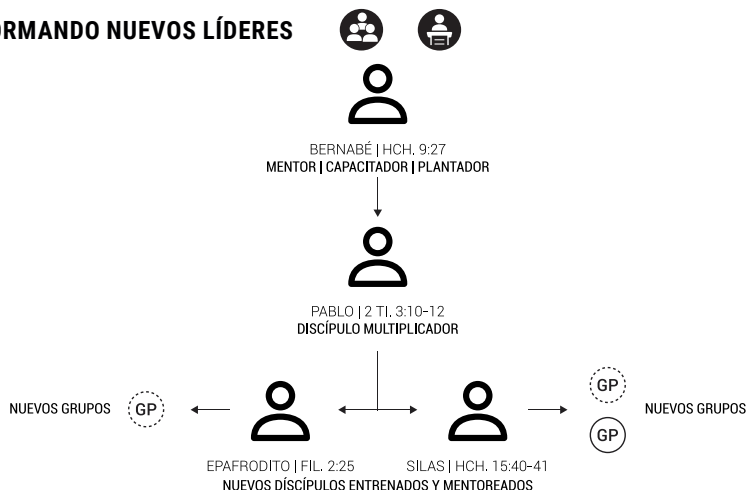 ORMANDO NUEVOS LÍDERES
BERNABÉ | HCH. 9:27
MENTOR | CAPACITADOR | PLANTADOR
PABLO | 2 TI. 3:10-12
DISCÍPULO MULTIPLICADOR
NUEVOS GRUPOS
GP
GP
GP
NUEVOS GRUPOS
EPAFRODITO | FIL. 2:25
SILAS | HCH. 15:40-41
NUEVOS DÍSCÍPULOS ENTRENADOS Y MENTOREADOS